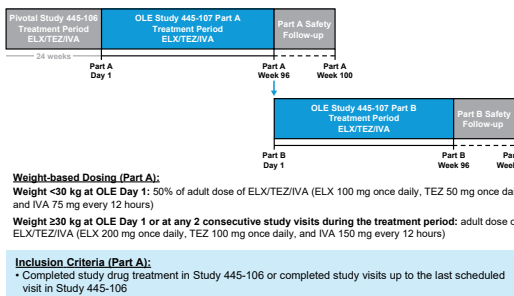 Pivotal Study 445-106
Treatment Period
ELX/TEZ/IVA
OLE Study 445-107 Part A
Treatment Period
ELX/TEZ/IVA
Part A Safety
Follow-up
24 weeks
Part A
Day 1
Part A
Week 96
Part A
Week 100
OLE Study 445-107 Part B
Treatment Period
ELX/TEZ/IVA
Part B Safety
Follow-up
Part B
Day 1
Part B
Week 96
Weight-based Dosing (Part A):
Weight <30 kg at OLE Day 1: 50% of adult dose of ELX/TEZ/IVA (ELX 100 mg once daily, TEZ 50 mg once
and IVA 75 mg every 12 hours)
Weight ≥30 kg at OLE Day 1 or at any 2 consecutive study visits during the treatment period: adult dose
ELX/TEZ/IVA (ELX 200 mg once daily, TEZ 100 mg once daily, and IVA 150 mg every 12 hours)
Inclusion Criteria (Part A):
• Completed study drug treatment in Study 445-106 or completed study visits up to the last scheduled
visit in Study 445-106